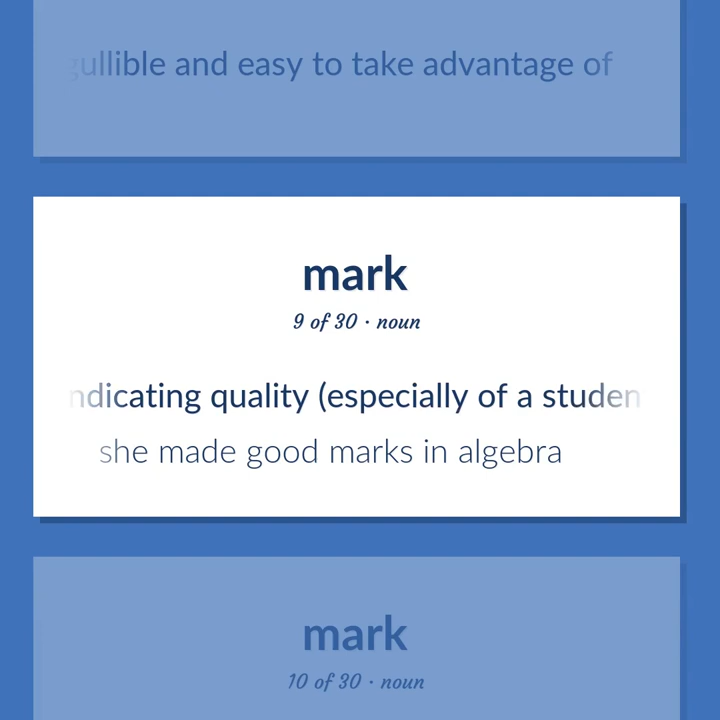 gullible and easy to take advantage of
mark
9 of 30 · noun
indicating quality (especially of a studen
she made good marks in algebra
mark
10 of 30 · noun